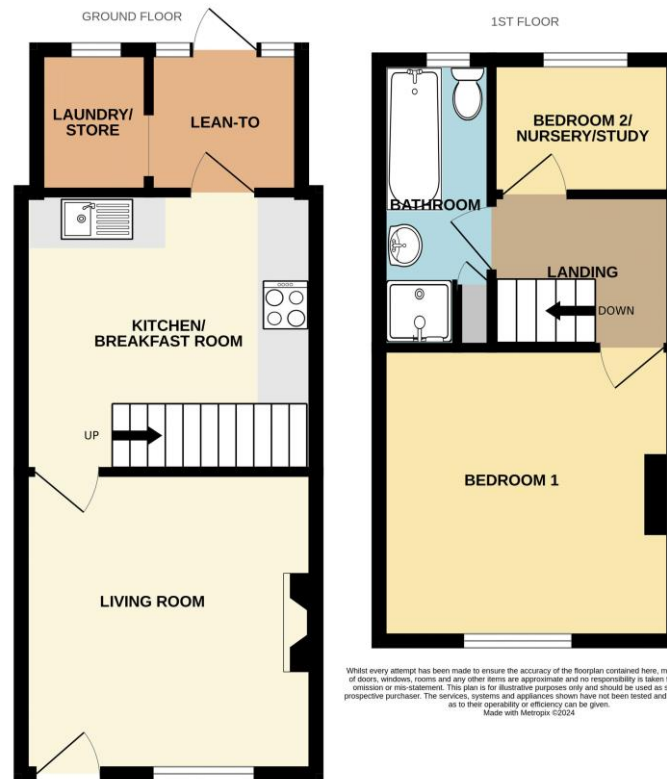 GROUND FLOOR
LAUNDRY/
STORE
LEAN-TO
KITCHEN/
BREAKFAST ROOM
UP
LIVING ROOM
1ST FLOOR
BEDROOM 2/
NURSERY/STUDY
BATHROOM
LANDING
DOWN
BEDROOM 1
Whilst every attempt has been made to ensure the accuracy of the floorplan contained here,
of doors, windows, rooms and any other items are approximate and no responsibility is taken
omission or mis-statement. This plan is for illustrative purposes only and should be used as
prospective purchaser. The services, systems and appliances shown have not been tested and
as to their operability or efficiency can be given.
Made with Metropix ©2024